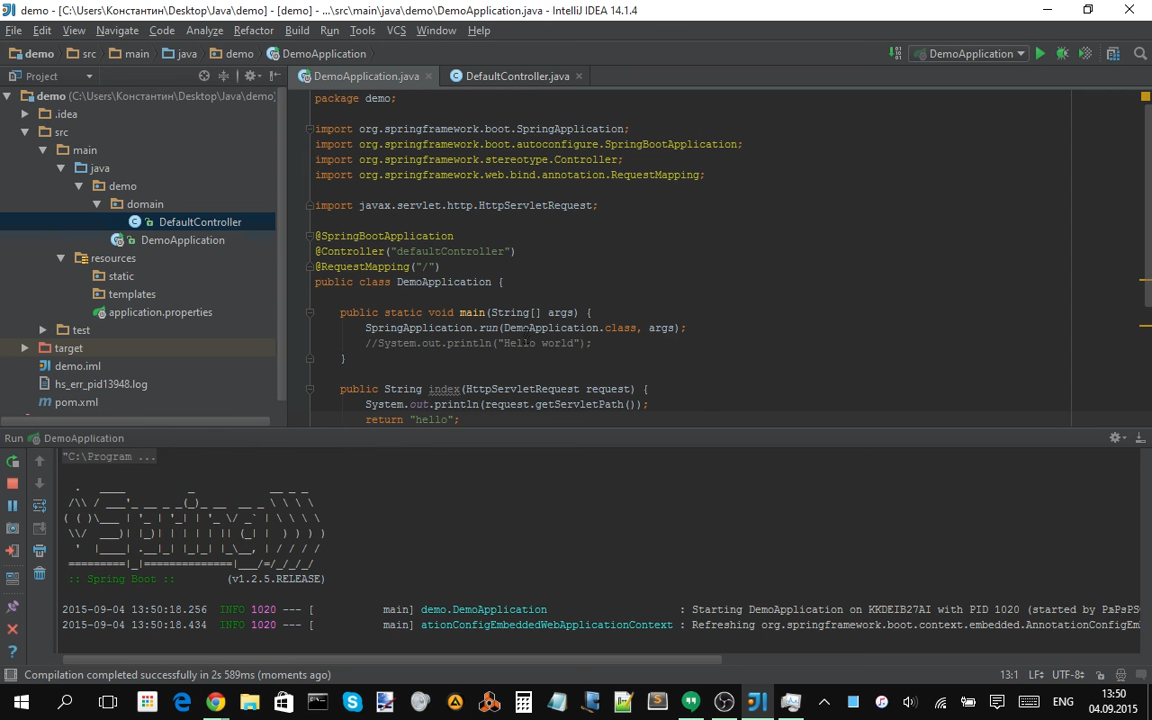 demo - [C:\Users\Константин\Desktop\Java\demo] - [demo] - ...\src\main\java\demo\DemoApplication.java - IntelliJ IDEA 14.1.4
File Edit View Navigate Code Analyze Refactor Build Run Tools VCS Window Help
demo src main java demo DemoApplication
DemoApplication
Project
DemoApplication.java DefaultController.java
demo (C:\Users\Константин\Desktop\Java\demo)
.idea
src
main
java
demo
domain
DefaultController
DemoApplication
resources
static
templates
application.properties
test
target
demo.iml
hs_err_pid13948.log
pom.xml
package demo;
import org.springframework.boot.SpringApplication;
import org.springframework.boot.autoconfigure.SpringBootApplication;
import org.springframework.stereotype.Controller;
import org.springframework.web.bind.annotation.RequestMapping;
import javax.servlet.http.HttpServletRequest;
@SpringBootApplication
@Controller("defaultController")
@RequestMapping("/")
public class DemoApplication {
public static void main(String[] args) {
SpringApplication.run(DemoApplication.class, args);
//System.out.println("Hello world");
}
public String index(HttpServletRequest request) {
System.out.println(request.getServletPath());
return "hello";
Run DemoApplication
"C:\Program ...
:: Spring Boot :: (v1.2.5.RELEASE)
2015-09-04 13:50:18.256 INFO 1020 --- [ main] demo.DemoApplication : Starting DemoApplication on KKDEIB27AI with PID 1020 (started by
2015-09-04 13:50:18.434 INFO 1020 --- [ main] ationConfigEmbeddedWebApplicationContext : Refreshing org.springframework.boot.context.embedded.AnnotationConfigEm
Compilation completed successfully in 2s 589ms (moments ago)
13:1 LF÷ UTF-8÷
ENG
13:50
04.09.2015